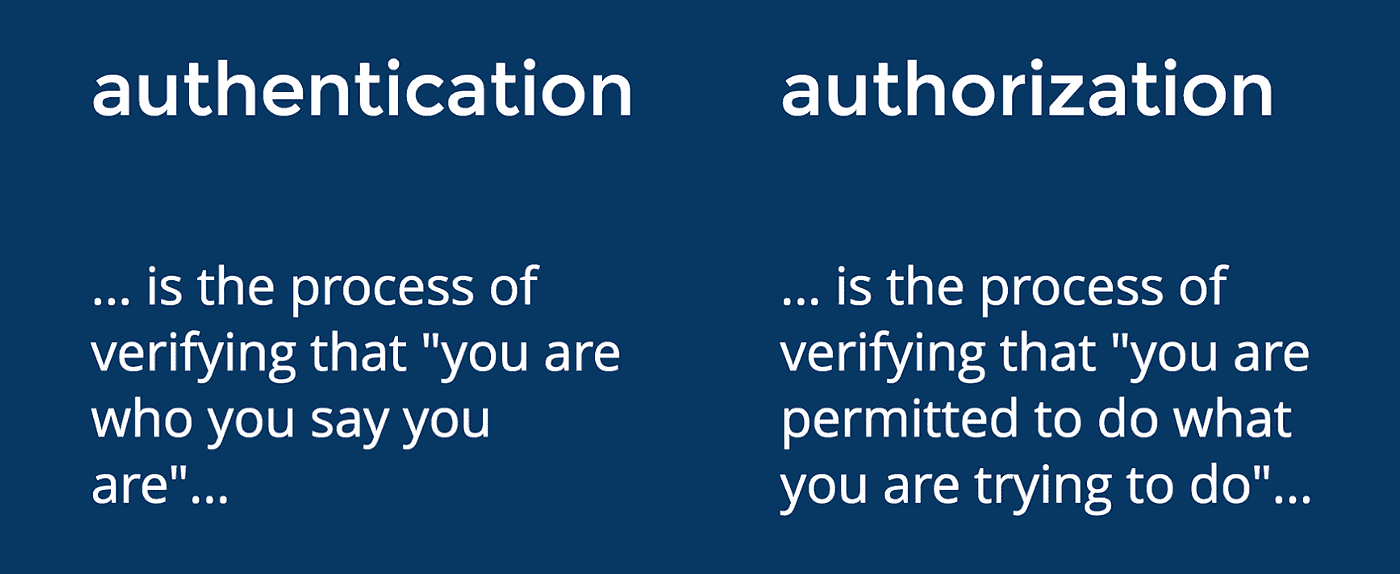 authentication
... is the process of
verifying that "you are
who you say you
are"...
authorization
... is the process of
verifying that "you are
permitted to do what
you are trying to do"...